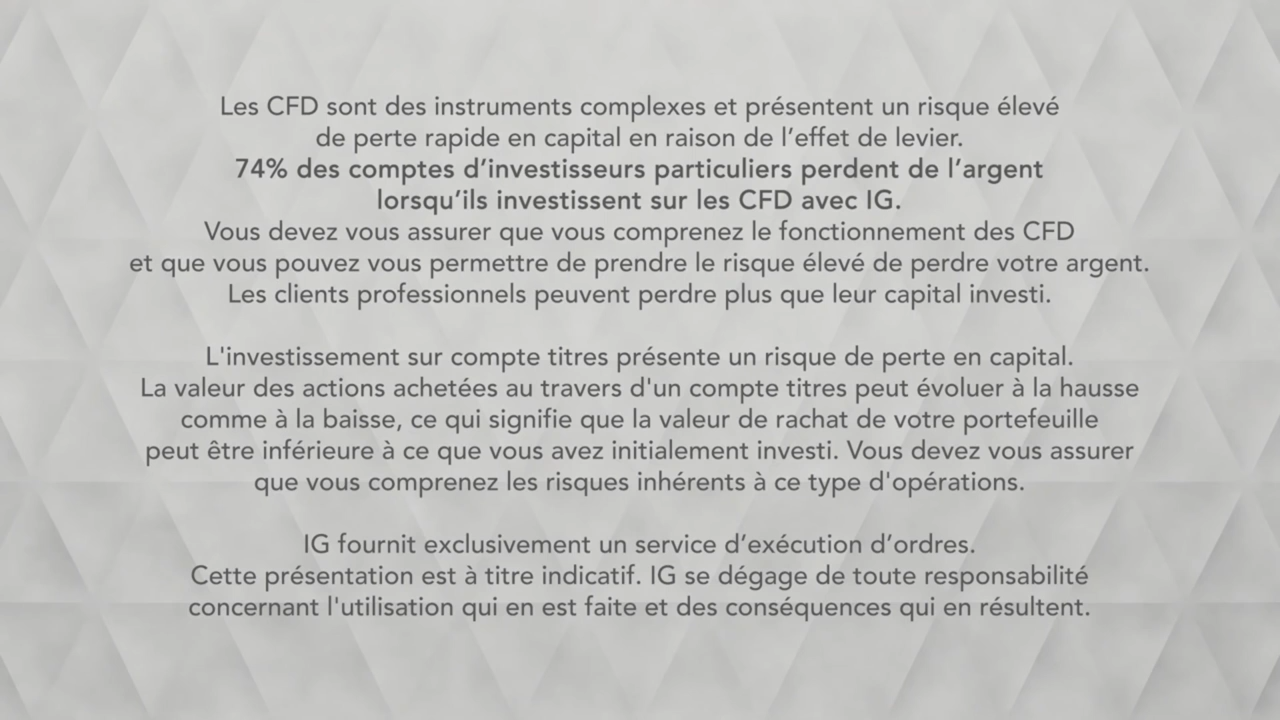 Les CFD sont des instruments complexes et présentent un risque élevé
de perte rapide en capital en raison de l’effet de levier.
74% des comptes d’investisseurs particuliers perdent de l’argent
lorsqu’ils investissent sur les CFD avec IG.
Vous devez vous assurer que vous comprenez le fonctionnement des CFD
et que vous pouvez vous permettre de prendre le risque élevé de perdre votre argent.
Les clients professionnels peuvent perdre plus que leur capital investi.
L'investissement sur compte titres présente un risque de perte en capital.
La valeur des actions achetées au travers d'un compte titres peut évoluer à la hausse
comme à la baisse, ce qui signifie que la valeur de rachat de votre portefeuille
peut être inférieure à ce que vous avez initialement investi. Vous devez vous assurer
que vous comprenez les risques inhérents à ce type d'opérations.
IG fournit exclusivement un service d’exécution d’ordres.
Cette présentation est à titre indicatif. IG se dégage de toute responsabilité
concernant l'utilisation qui en est faite et des conséquences qui en résultent.